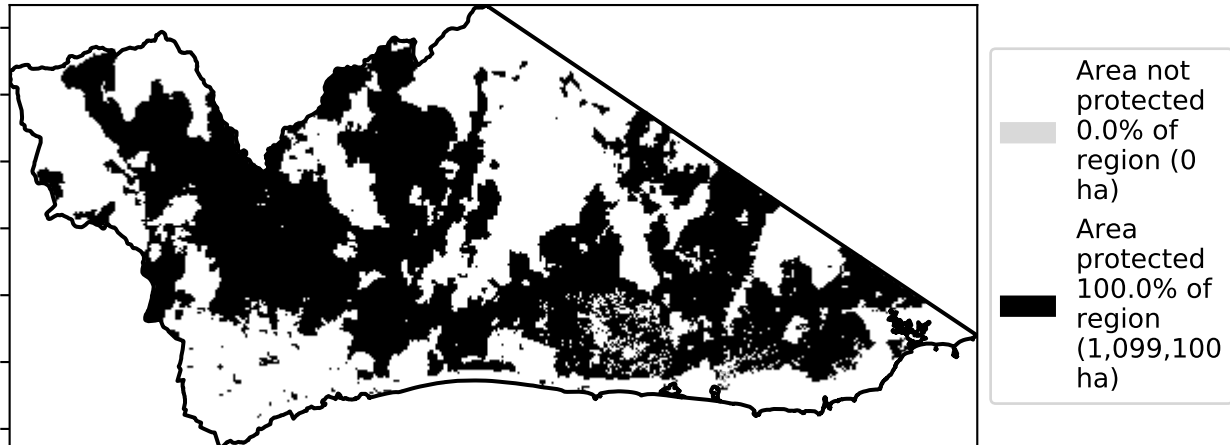 Area not
protected
0.0% of
region (0
ha)
Area
protected
100.0% of
region
(1,099,100
ha)